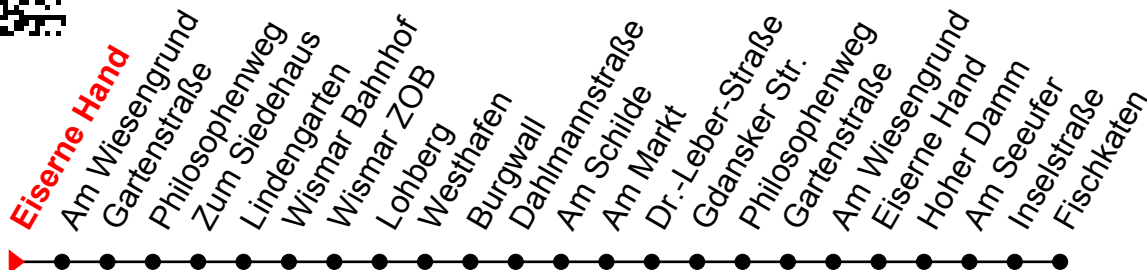 Eiserne Hand
Am Wiesengrund
Gartenstraße
Philosophenweg
Zum Siedehaus
Lindengarten
Wismar Bahnhof
Wismar ZOB
Lohberg
Westhafen
Burgwall
Dahlmannstraße
Am Schilde
Am Markt
Dr.-Leber-Straße
Gdansker Str.
Philosophenweg
Gartenstraße
Am Wiesengrund
Eiserne Hand
Hoher Damm
Am Seeufer
Inselstraße
Fischkaten